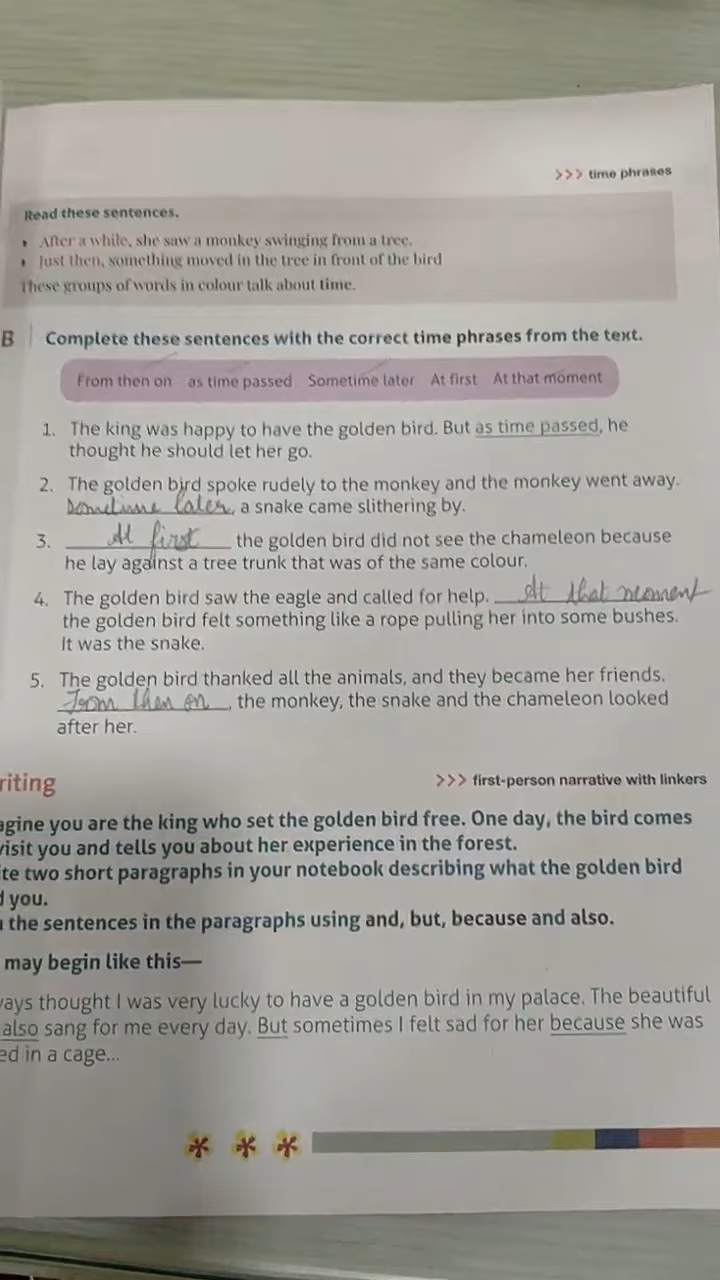 >>> time phrases
Read these sentences.
• After a while, she saw a monkey swinging from a tree.
• Just then, something moved in the tree in front of the bird
These groups of words in colour talk about time.
B Complete these sentences with the correct time phrases from the text.
From then on as time passed Sometime later At first At that moment
1. The king was happy to have the golden bird. But as time passed, he
thought he should let her go.
2. The golden bird spoke rudely to the monkey and the monkey went away.
Sometime later, a snake came slithering by.
3. At first the golden bird did not see the chameleon because
he lay against a tree trunk that was of the same colour.
4. The golden bird saw the eagle and called for help. At that moment
the golden bird felt something like a rope pulling her into some bushes.
It was the snake.
5. The golden bird thanked all the animals, and they became her friends.
From then on, the monkey, the snake and the chameleon looked
after her.
riting >>> first-person narrative with linkers
agine you are the king who set the golden bird free. One day, the bird comes
visit you and tells you about her experience in the forest.
ite two short paragraphs in your notebook describing what the golden bird
d you.
the sentences in the paragraphs using and, but, because and also.
may begin like this—
ways thought I was very lucky to have a golden bird in my palace. The beautiful
also sang for me every day. But sometimes I felt sad for her because she was
ed in a cage...